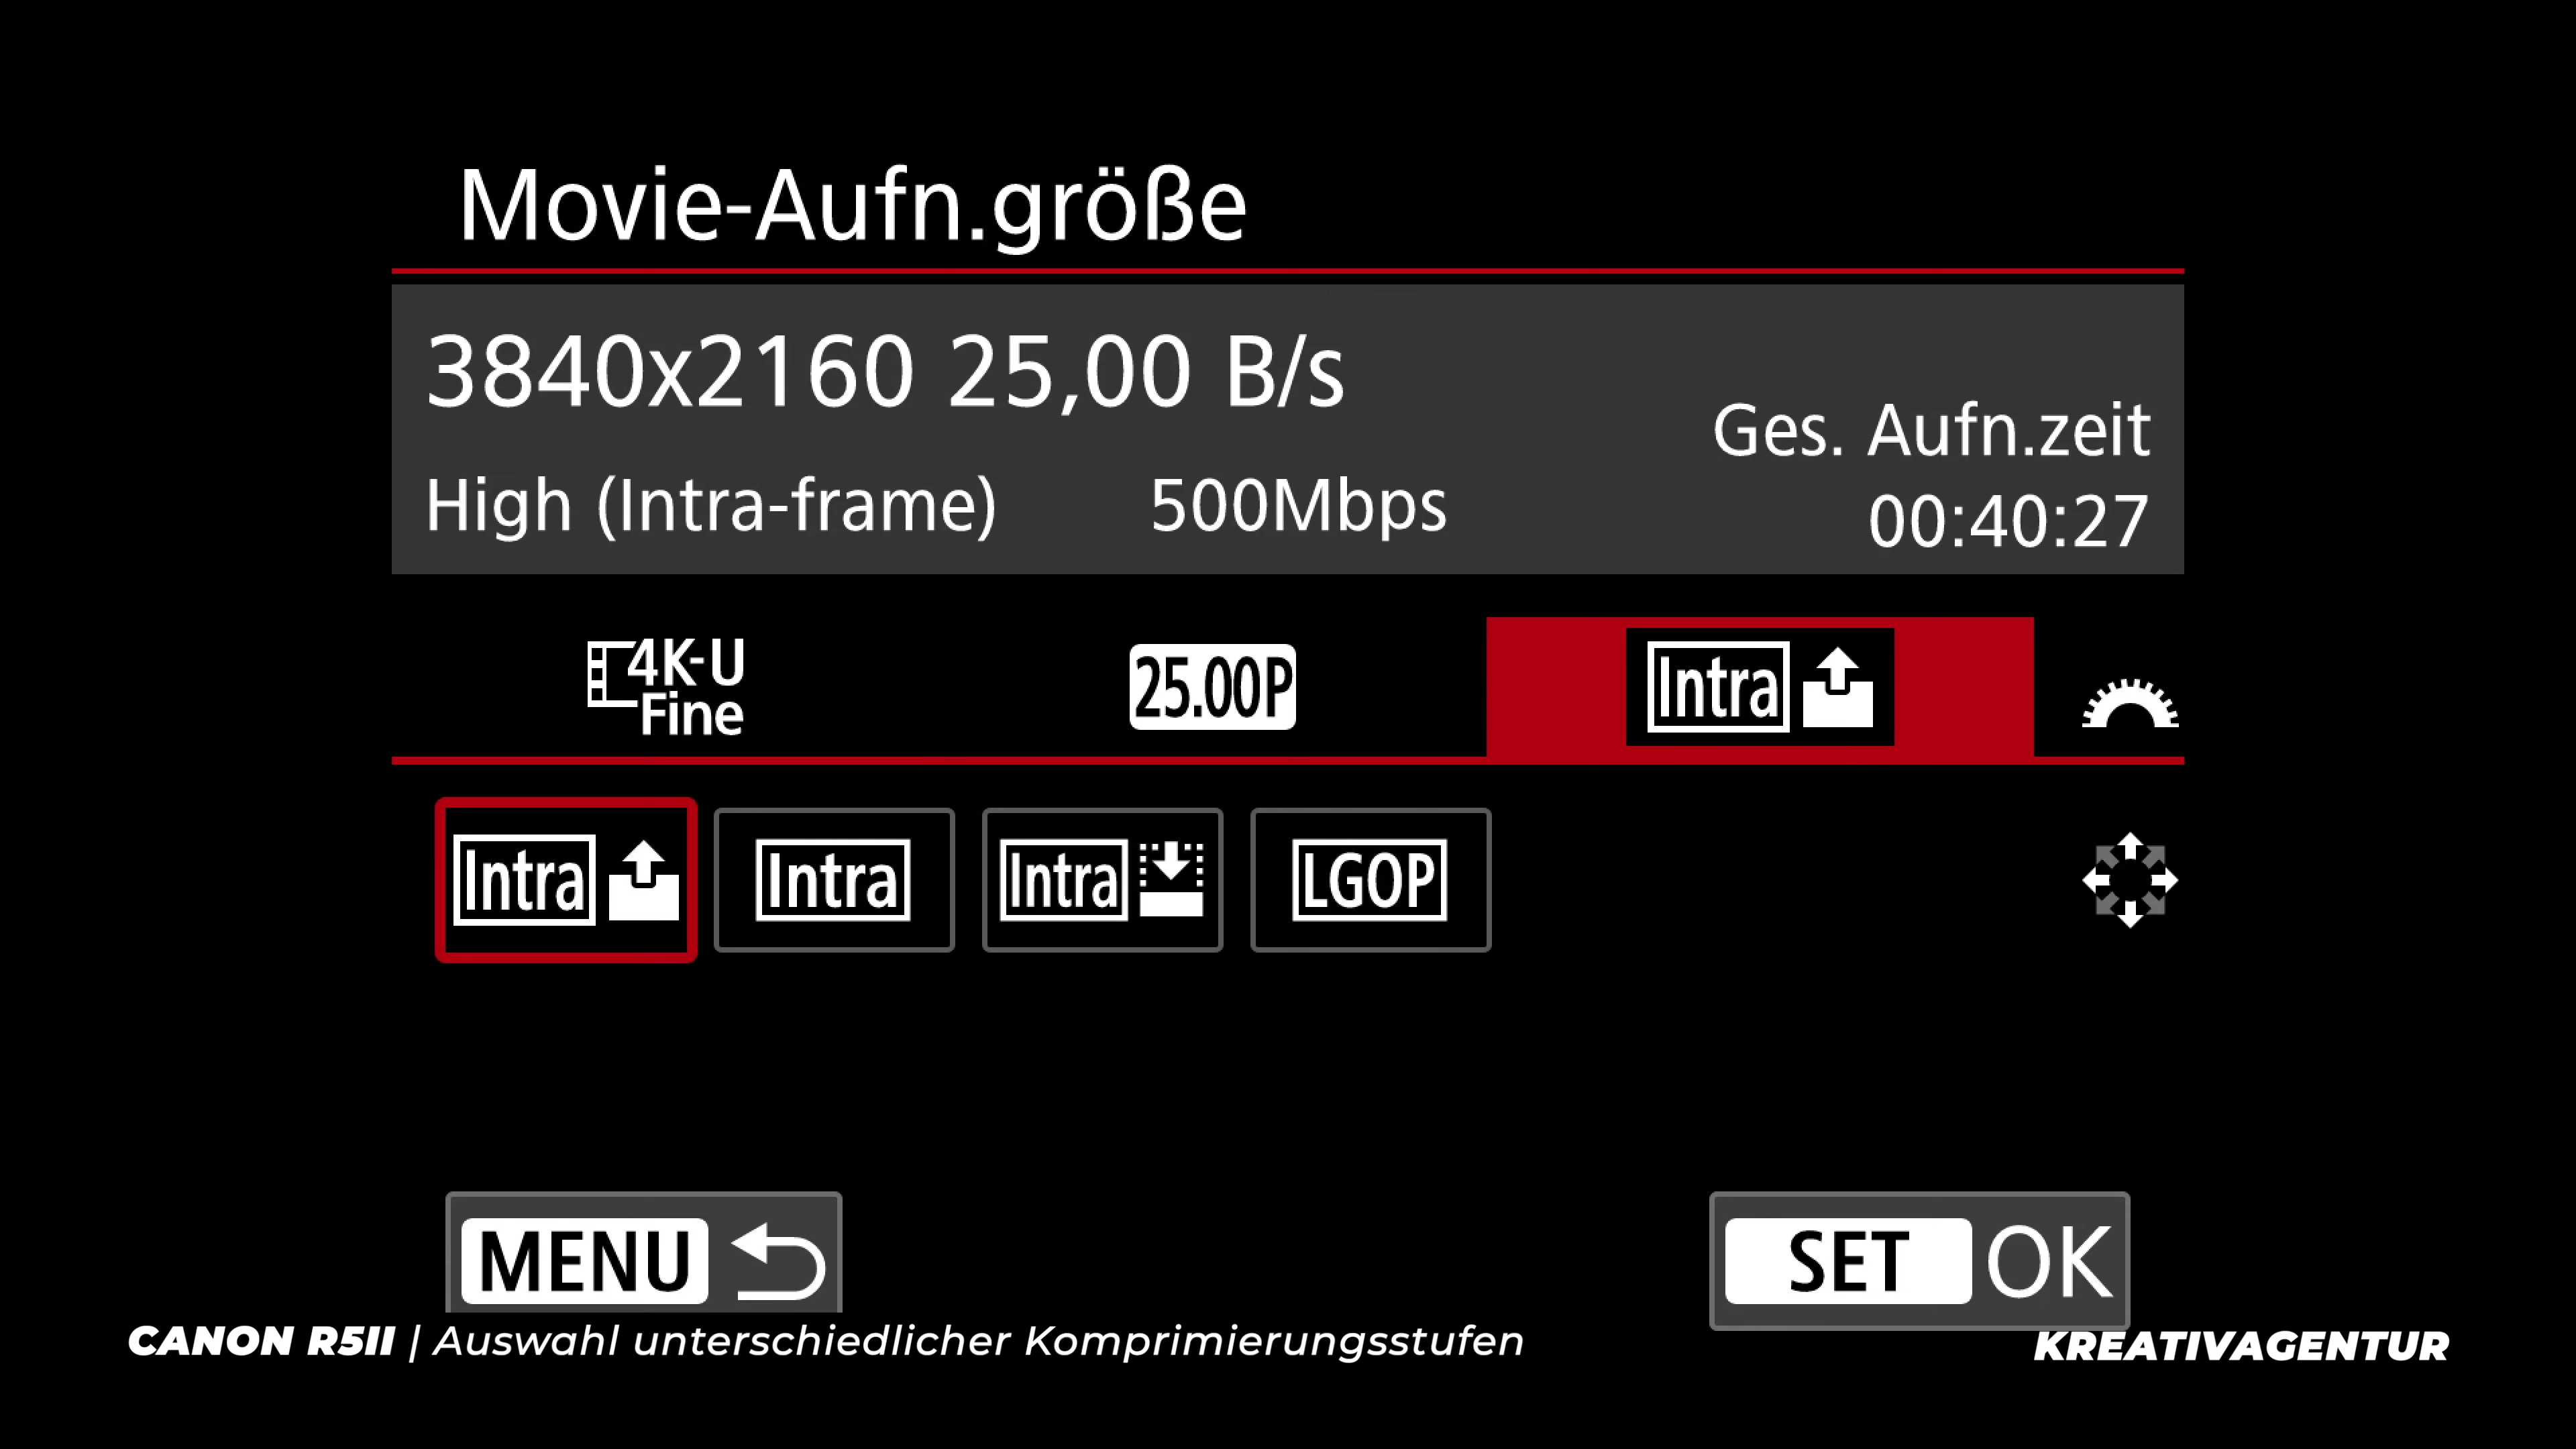 Movie-Aufn.größe
3840x2160 25,00 B/s
High (Intra-frame) 500Mbps
Ges. Aufn.zeit
00:40:27
4K-U Fine 25.00P Intra
Intra Intra Intra LGOP
MENU SET OK
CANON R5II | Auswahl unterschiedlicher Komprimierungsstufen
KREATIVAGENTUR